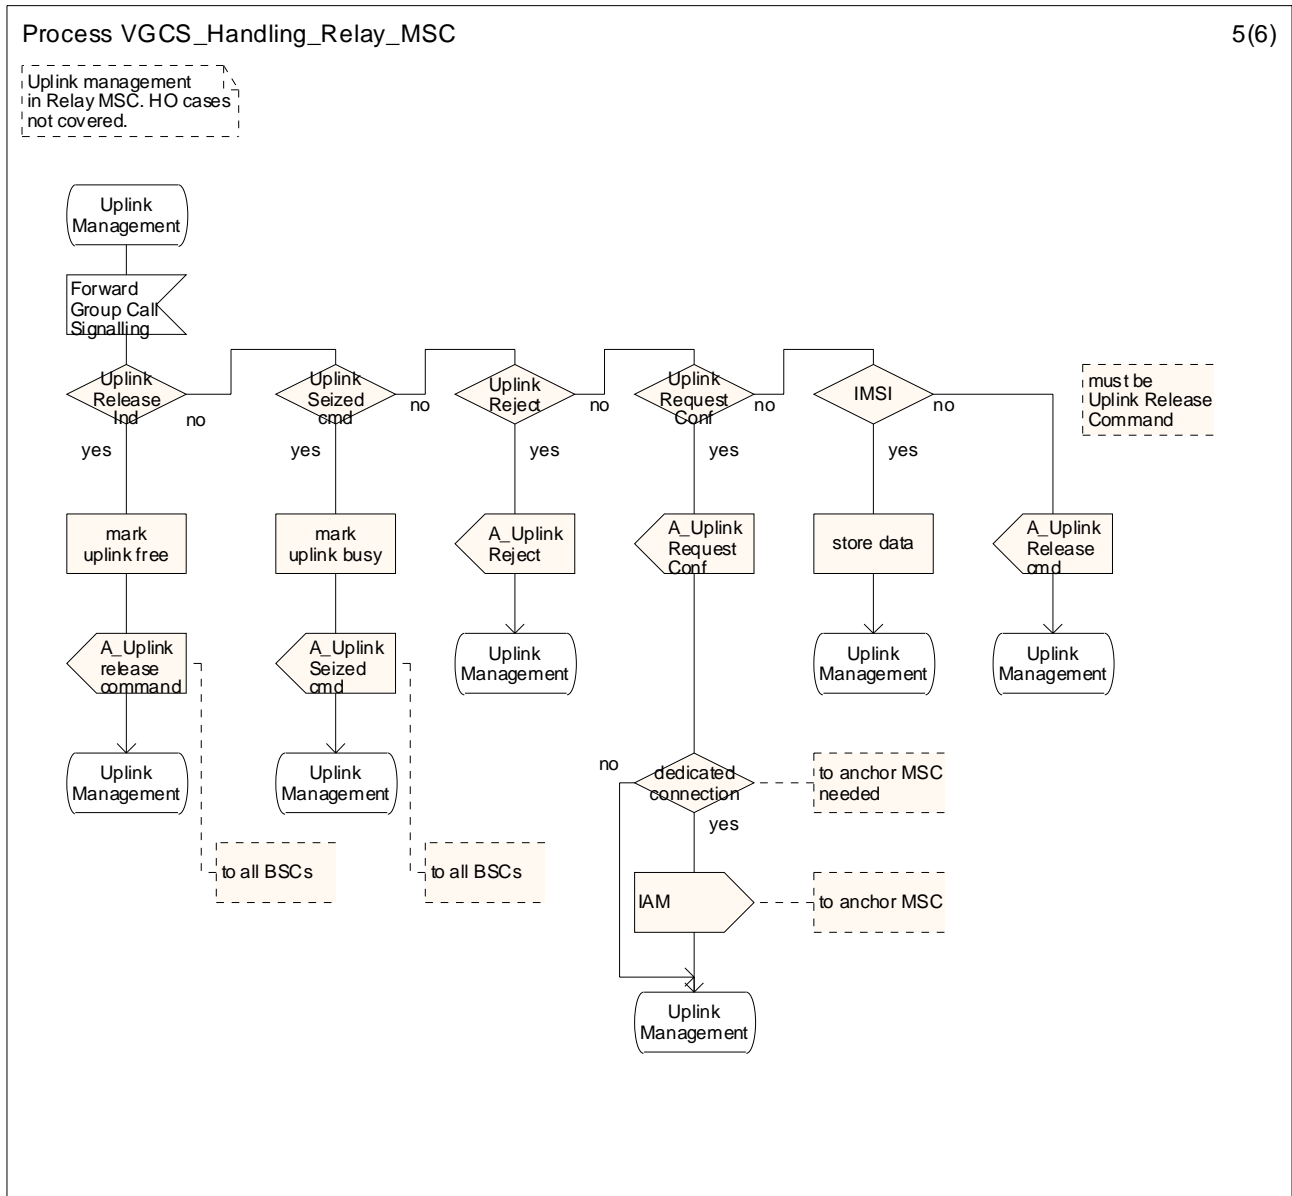 Process VGCS_Handling_Relay_MSC
5(6)
Uplink management
in Relay MSC. HO cases
not covered.
Uplink
Management
Forward
Group Call
Signalling
Uplink
Release
Ind
no
yes
Uplink
Seized
cmd
no
yes
Uplink
Reject
no
yes
Uplink
Request
Conf
no
yes
IMSI
no
yes
must be
Uplink Release
Command
mark
uplink free
mark
uplink busy
A_Uplink
Reject
A_Uplink
Request
Conf
store data
A_Uplink
Release
cmd
A_Uplink
release
command
A_Uplink
Seized
cmd
Uplink
Management
Uplink
Management
Uplink
Management
Uplink
Management
Uplink
Management
no
dedicated
connection
yes
to anchor MSC
needed
to all BSCs
to all BSCs
IAM
to anchor MSC
Uplink
Management